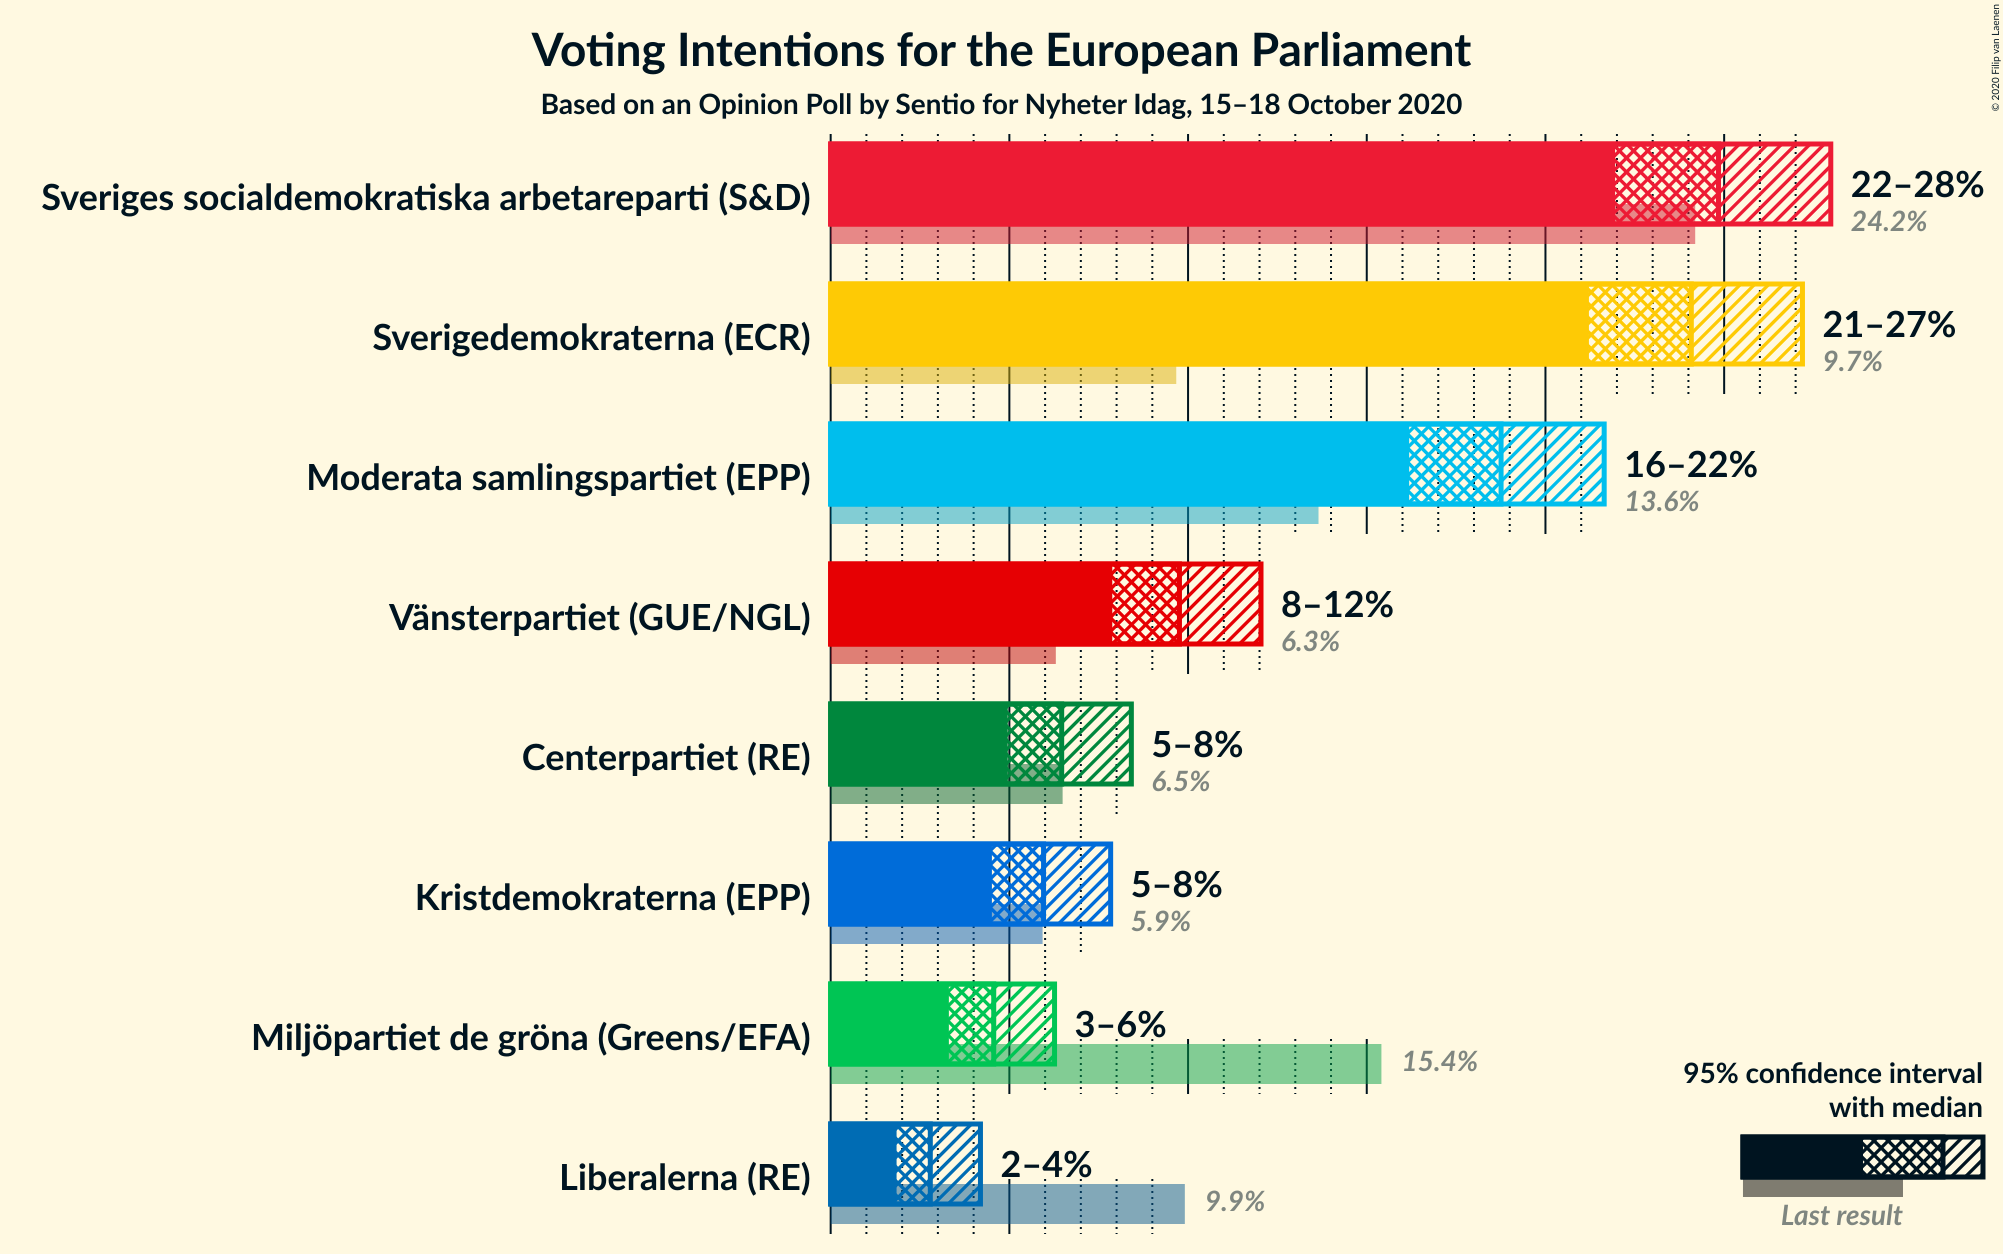 Voting Intentions for the European Parliament
Based on an Opinion Poll by Sentio for Nyheter Idag, 15–18 October 2020
© 2020 Filip van Laenen
Sveriges socialdemokratiska arbetareparti (S&D)
22–28%
24.2%
Sverigedemokraterna (ECR)
21–27%
9.7%
Moderata samlingspartiet (EPP)
16–22%
13.6%
Vänsterpartiet (GUE/NGL)
8–12%
6.3%
Centerpartiet (RE)
5–8%
6.5%
Kristdemokraterna (EPP)
5–8%
5.9%
Miljöpartiet de gröna (Greens/EFA)
3–6%
15.4%
Liberalerna (RE)
2–4%
9.9%
95% confidence interval
with median
Last result